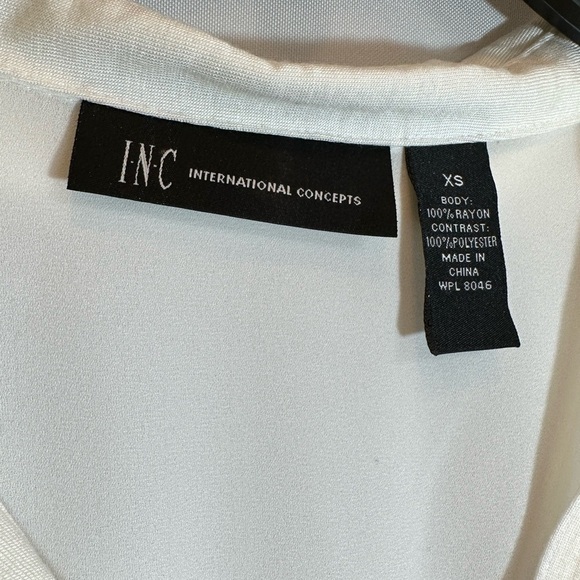 I·N·C INTERNATIONAL CONCEPTS
XS
BODY:
100%RAYON
CONTRAST:
100%POLYESTER
MADE IN
CHINA
WPL 8046